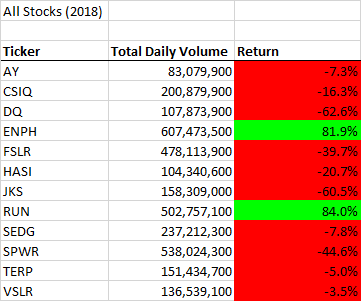 All Stocks (2018)
Ticker Total Daily Volume Return
AY 83,079,900 -7.3%
CSIQ 200,879,900 -16.3%
DQ 107,873,900 -62.6%
ENPH 607,473,500 81.9%
FSLR 478,113,900 -39.7%
HASI 104,340,600 -20.7%
JKS 158,309,000 -60.5%
RUN 502,757,100 84.0%
SEDG 237,212,300 -7.8%
SPWR 538,024,300 -44.6%
TERP 151,434,700 -5.0%
VSLR 136,539,100 -3.5%